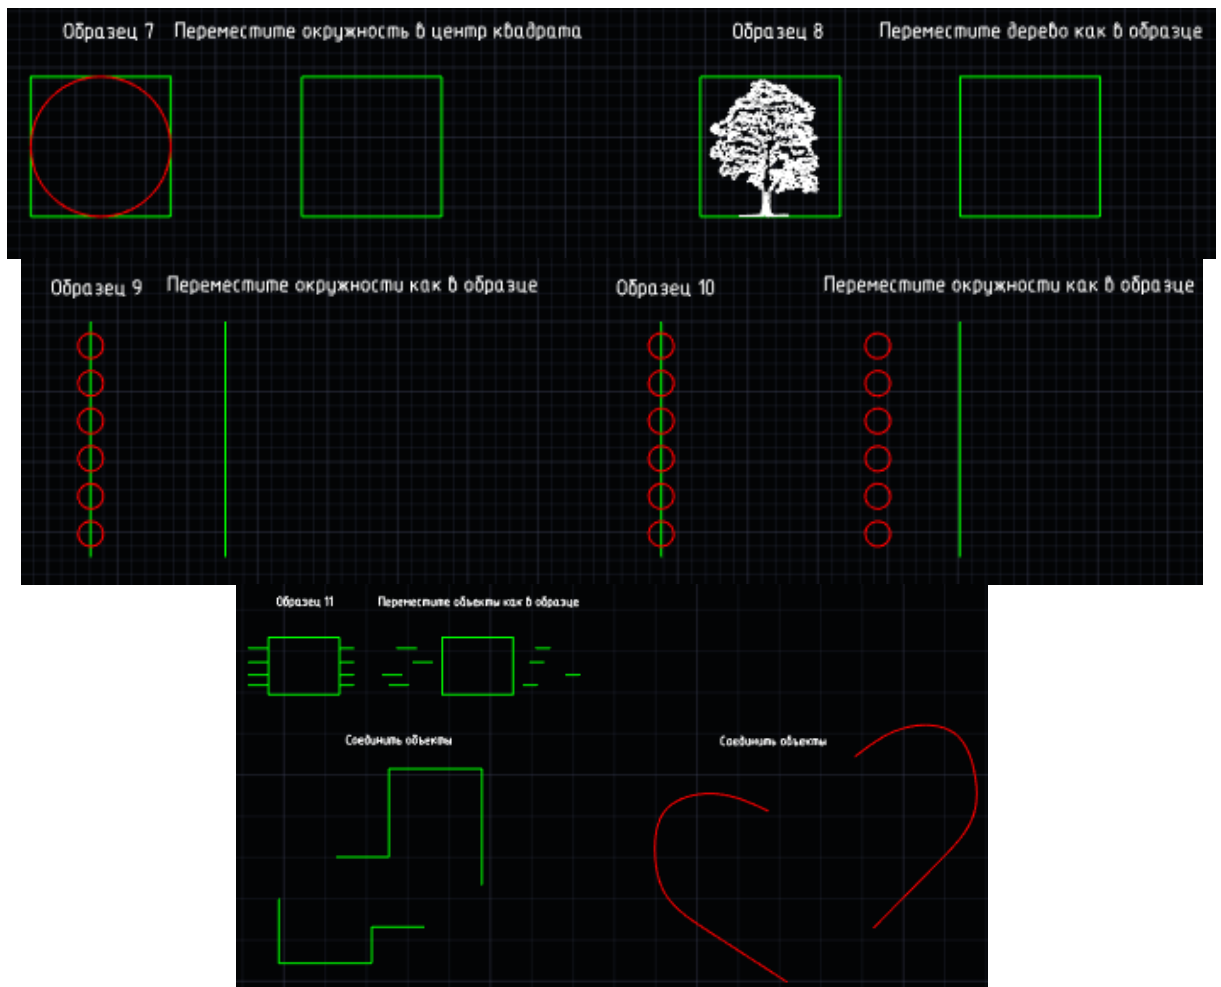 Образец 7 Переместите окружность в центр квадрата
Образец 8 Переместите дерево как в образце
Образец 9 Переместите окружности как в образце
Образец 10 Переместите окружности как в образце
Образец 11 Переместите объекты как в образце
Соединить объекты
Соединить объекты